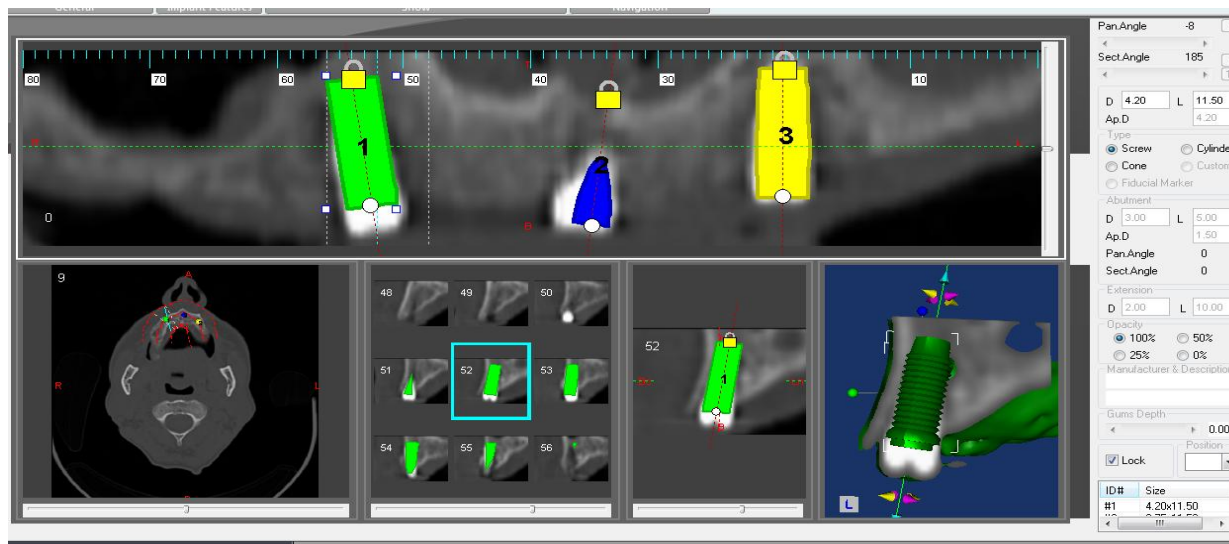 General Implant Features Show Navigation
80 70 60 50 40 30 10
1 2 3
0
Pan.Angle -8
Sect.Angle 185
D 4.20 L 11.50
Ap.D 4.20
Type
Screw Cylinde
Cone Custom
Fiducial Marker
Abutment
D 3.00 L 5.00
Ap.D 1.50
Pan.Angle 0
Sect.Angle 0
Extension
D 2.00 L 10.00
Opacity
100% 50%
25% 0%
Manufacturer & Description
Gums Depth
0.00
Lock Position
ID# Size
#1 4.20x11.50
9
A
R L
48 49 50
51 52 53
54 55 56
52
1
B
L